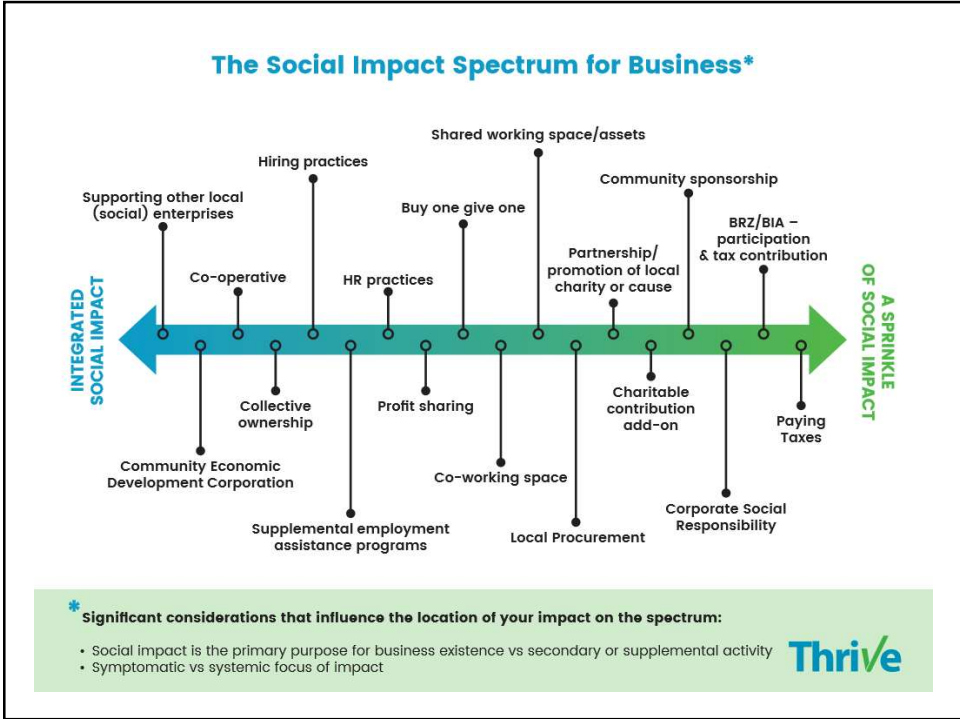 The Social Impact Spectrum for Business*
Shared working space/assets
Hiring practices
Community sponsorship
Supporting other local
(social) enterprises
Buy one give one
BRZ/BIA –
participation
& tax contribution
Partnership/
promotion of local
charity or cause
Co-operative
HR practices
INTEGRATED
SOCIAL IMPACT
A SPRINKLE
OF SOCIAL IMPACT
Collective
ownership
Profit sharing
Charitable
contribution
add-on
Paying
Taxes
Community Economic
Development Corporation
Co-working space
Supplemental employment
assistance programs
Local Procurement
Corporate Social
Responsibility
*Significant considerations that influence the location of your impact on the spectrum:
• Social impact is the primary purpose for business existence vs secondary or supplemental activity
• Symptomatic vs systemic focus of impact
Thrive